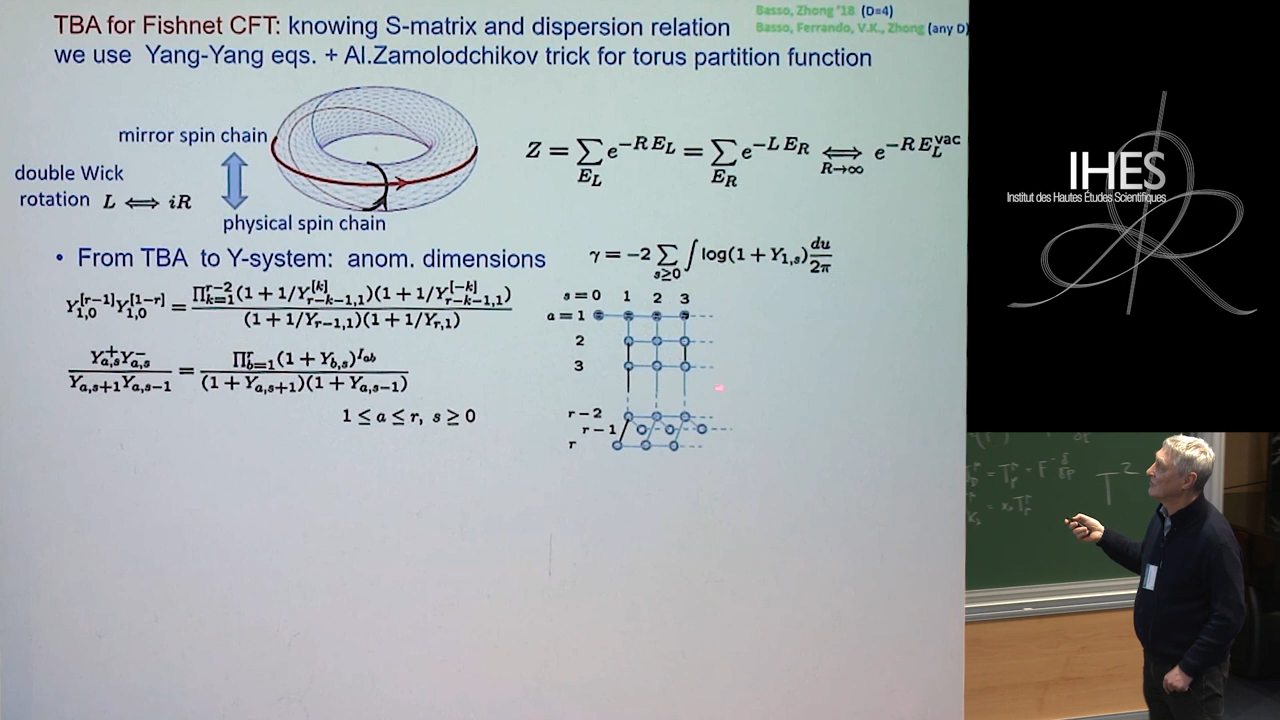 TBA for Fishnet CFT: knowing S-matrix and dispersion relation
we use Yang-Yang eqs. + Al.Zamolodchikov trick for torus partition function
Basso, Zhong '18 (D=4)
Basso, Ferrando, V.K., Zhong (any D)
mirror spin chain
double Wick
rotation L ⟺ iR
physical spin chain
Z = ∑_{E_L} e^{-R E_L} = ∑_{E_R} e^{-L E_R} ⟺_{R→∞} e^{-R E_L^{vac}}
• From TBA to Y-system: anom. dimensions
γ = -2 ∑_{s≥0} ∫ log(1 + Y_{1,s}) du/2π
Y_{1,0}^{[r-1]} Y_{1,0}^{[1-r]} = ∏_{k=1}^{r-2} (1 + 1/Y_{r-k-1,1}^{[k]})(1 + 1/Y_{r-k-1,1}^{[-k]}) / (1 + 1/Y_{r-1,1})(1 + 1/Y_{r,1})
Y_{a,s}^{+} Y_{a,s}^{-} / Y_{a,s+1} Y_{a,s-1} = ∏_{b=1}^{r} (1 + Y_{b,s})^{I_{ab}} / (1 + Y_{a,s+1})(1 + Y_{a,s-1})
1 ≤ a ≤ r, s ≥ 0
s = 0 1 2 3
a = 1
2
3
r - 2
r - 1
r
IHES
Institut des Hautes Études Scientifiques
T²